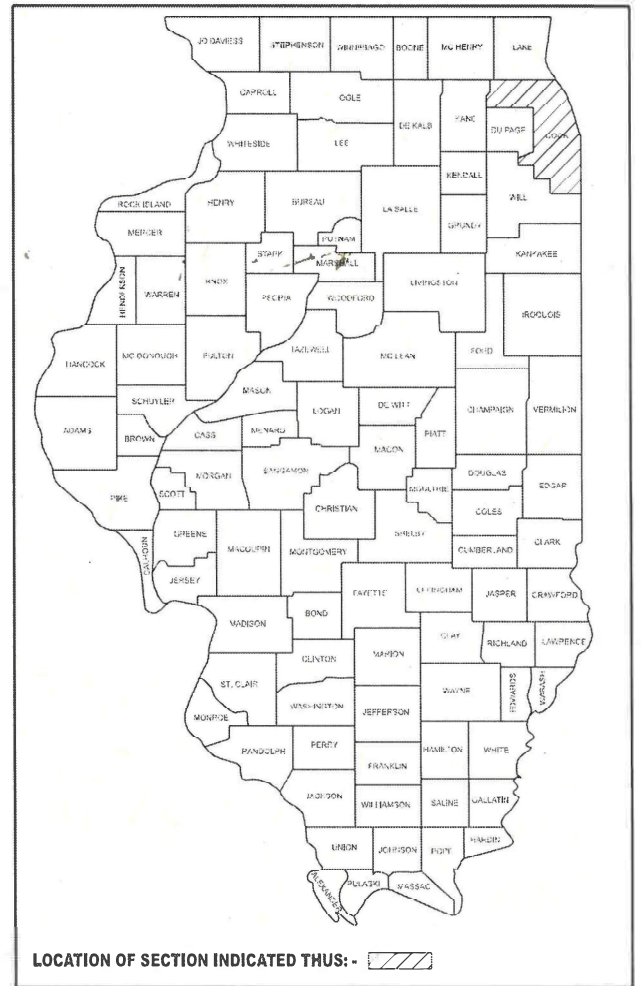 JO DAVIESS STEPHENSON WINNEBAGO BOONE MC HENRY LAKE
CARROLL OGLE DE KALB KANE DU PAGE COOK
WHITESIDE LEE
KENDALL
ROCK ISLAND HENRY BUREAU LA SALLE GRUNDY WILL
MERCER PUTNAM
STARK MARSHALL KANKAKEE
HENDERSON WARREN KNOX PEORIA WOODFORD LIVINGSTON IROQUOIS
HANCOCK MC DONOUGH FULTON TAZEWELL MC LEAN FORD
MASON
SCHUYLER LOGAN DE WITT CHAMPAIGN VERMILION
ADAMS BROWN CASS MENARD MACON PIATT
MORGAN SANGAMON DOUGLAS EDGAR
PIKE SCOTT CHRISTIAN MOULTRIE COLES
GREENE MACOUPIN MONTGOMERY SHELBY CUMBERLAND CLARK
CALHOUN JERSEY
FAYETTE EFFINGHAM JASPER CRAWFORD
MADISON BOND
CLAY RICHLAND LAWRENCE
CLINTON MARION
ST. CLAIR WAYNE EDWARDS WABASH
MONROE WASHINGTON JEFFERSON
RANDOLPH PERRY HAMILTON WHITE
FRANKLIN
JACKSON WILLIAMSON SALINE GALLATIN
UNION JOHNSON POPE HARDIN
ALEXANDER PULASKI MASSAC
LOCATION OF SECTION INDICATED THUS: -